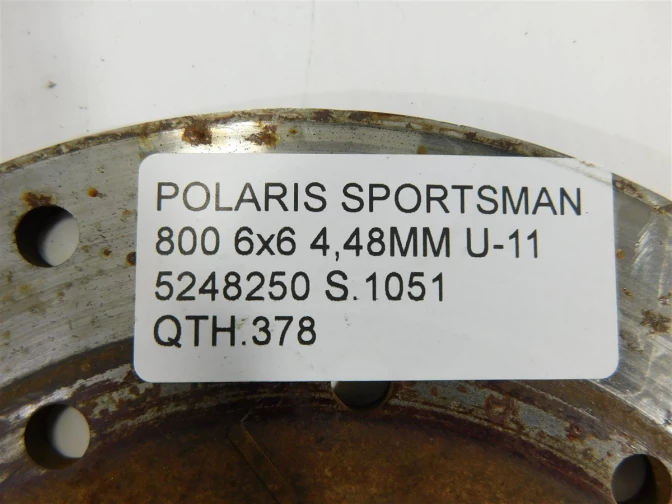 POLARIS SPORTSMAN
800 6x6 4,48MM U-11
5248250 S.1051
QTH.378